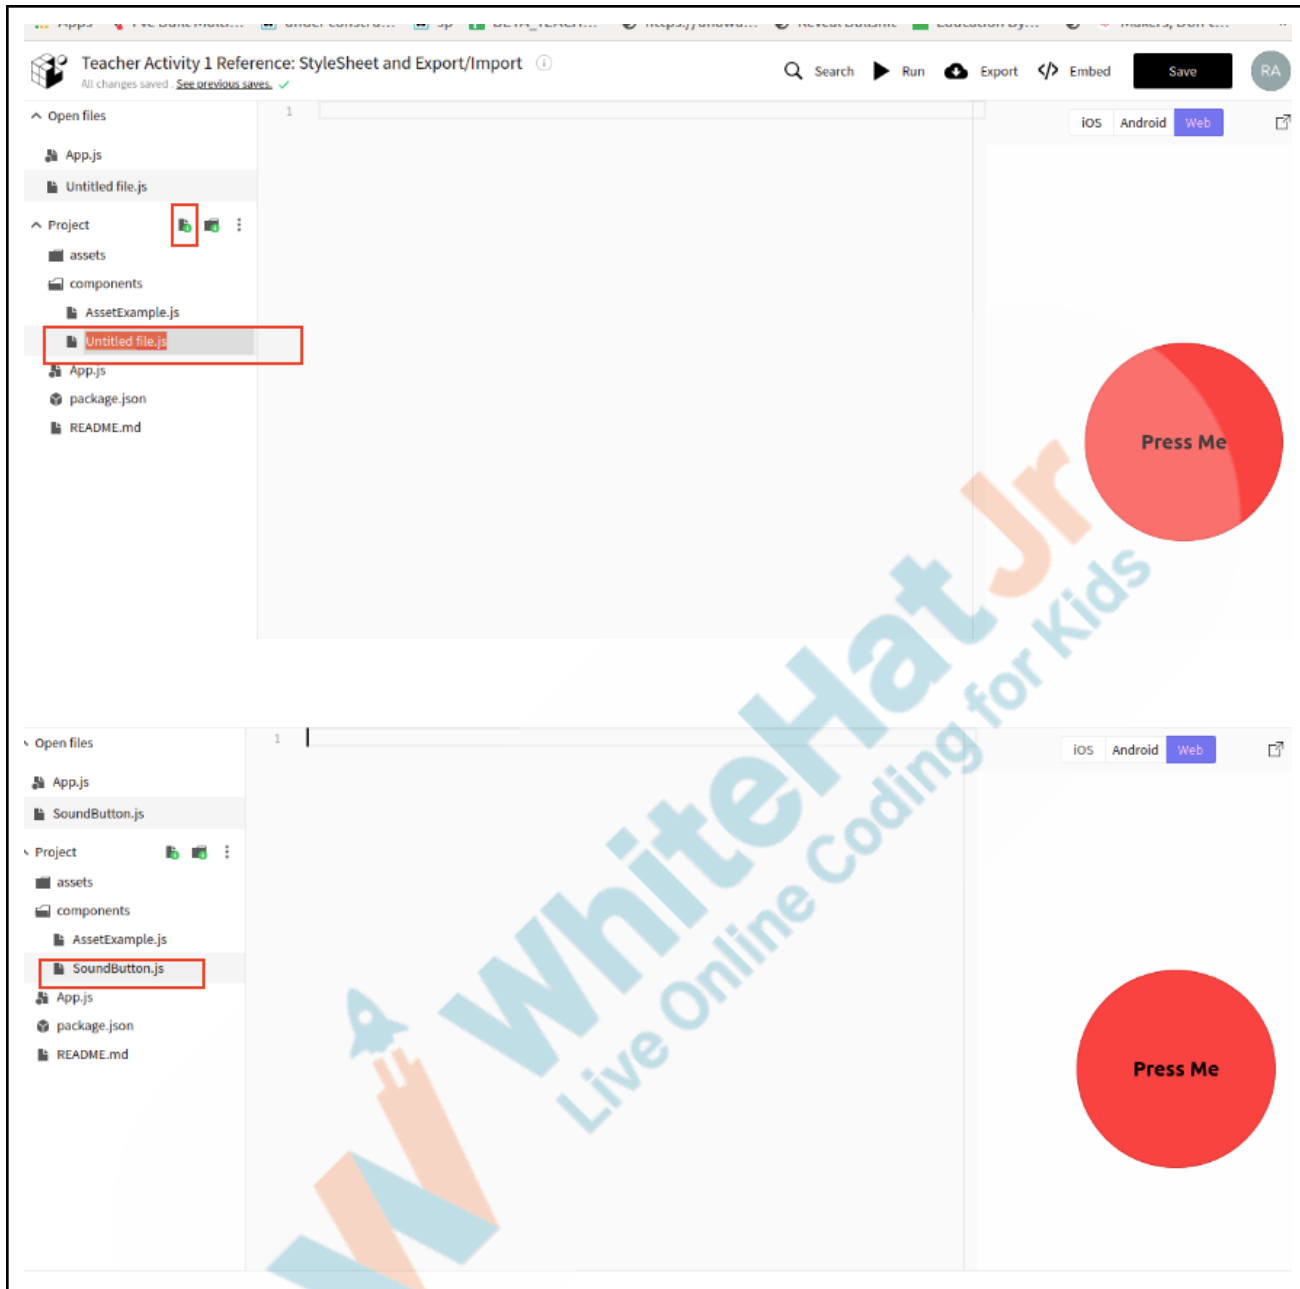 Teacher Activity 1 Reference: StyleSheet and Export/Import
Search Run Export </> Embed Save RA
All changes saved . See previous saves.
Open files
1
iOS Android Web
App.js
Untitled file.js
Project
assets
components
AssetExample.js
Untitled file.js
App.js
package.json
README.md
Press Me
Open files
1
iOS Android Web
App.js
SoundButton.js
Project
assets
components
AssetExample.js
SoundButton.js
App.js
package.json
README.md
Press Me
WhiteHat Jr
Live Online Coding for Kids